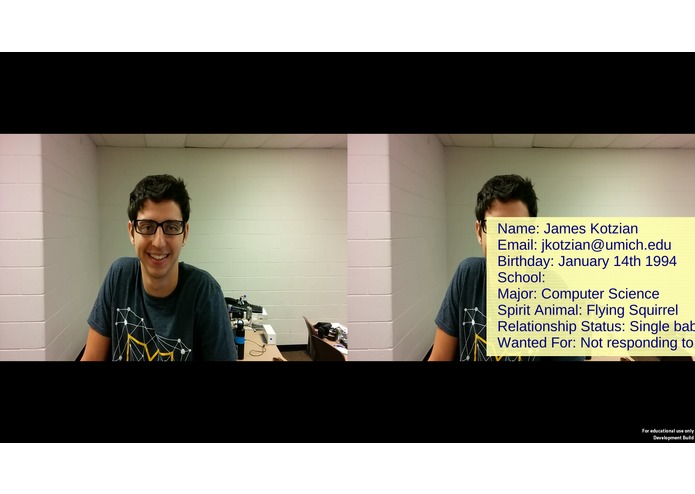 Name: James Kotzian
Email: jkotzian@umich.edu
Birthday: January 14th 1994
School:
Major: Computer Science
Spirit Animal: Flying Squirrel
Relationship Status: Single bab
Wanted For: Not responding to
For educational use only
Development Build